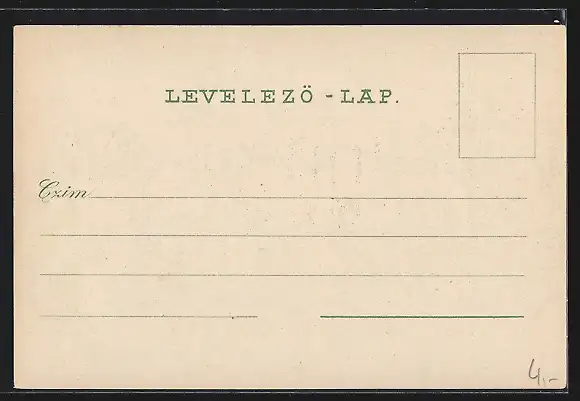 LEVELEZÖ - LAP.
Czim
4,-